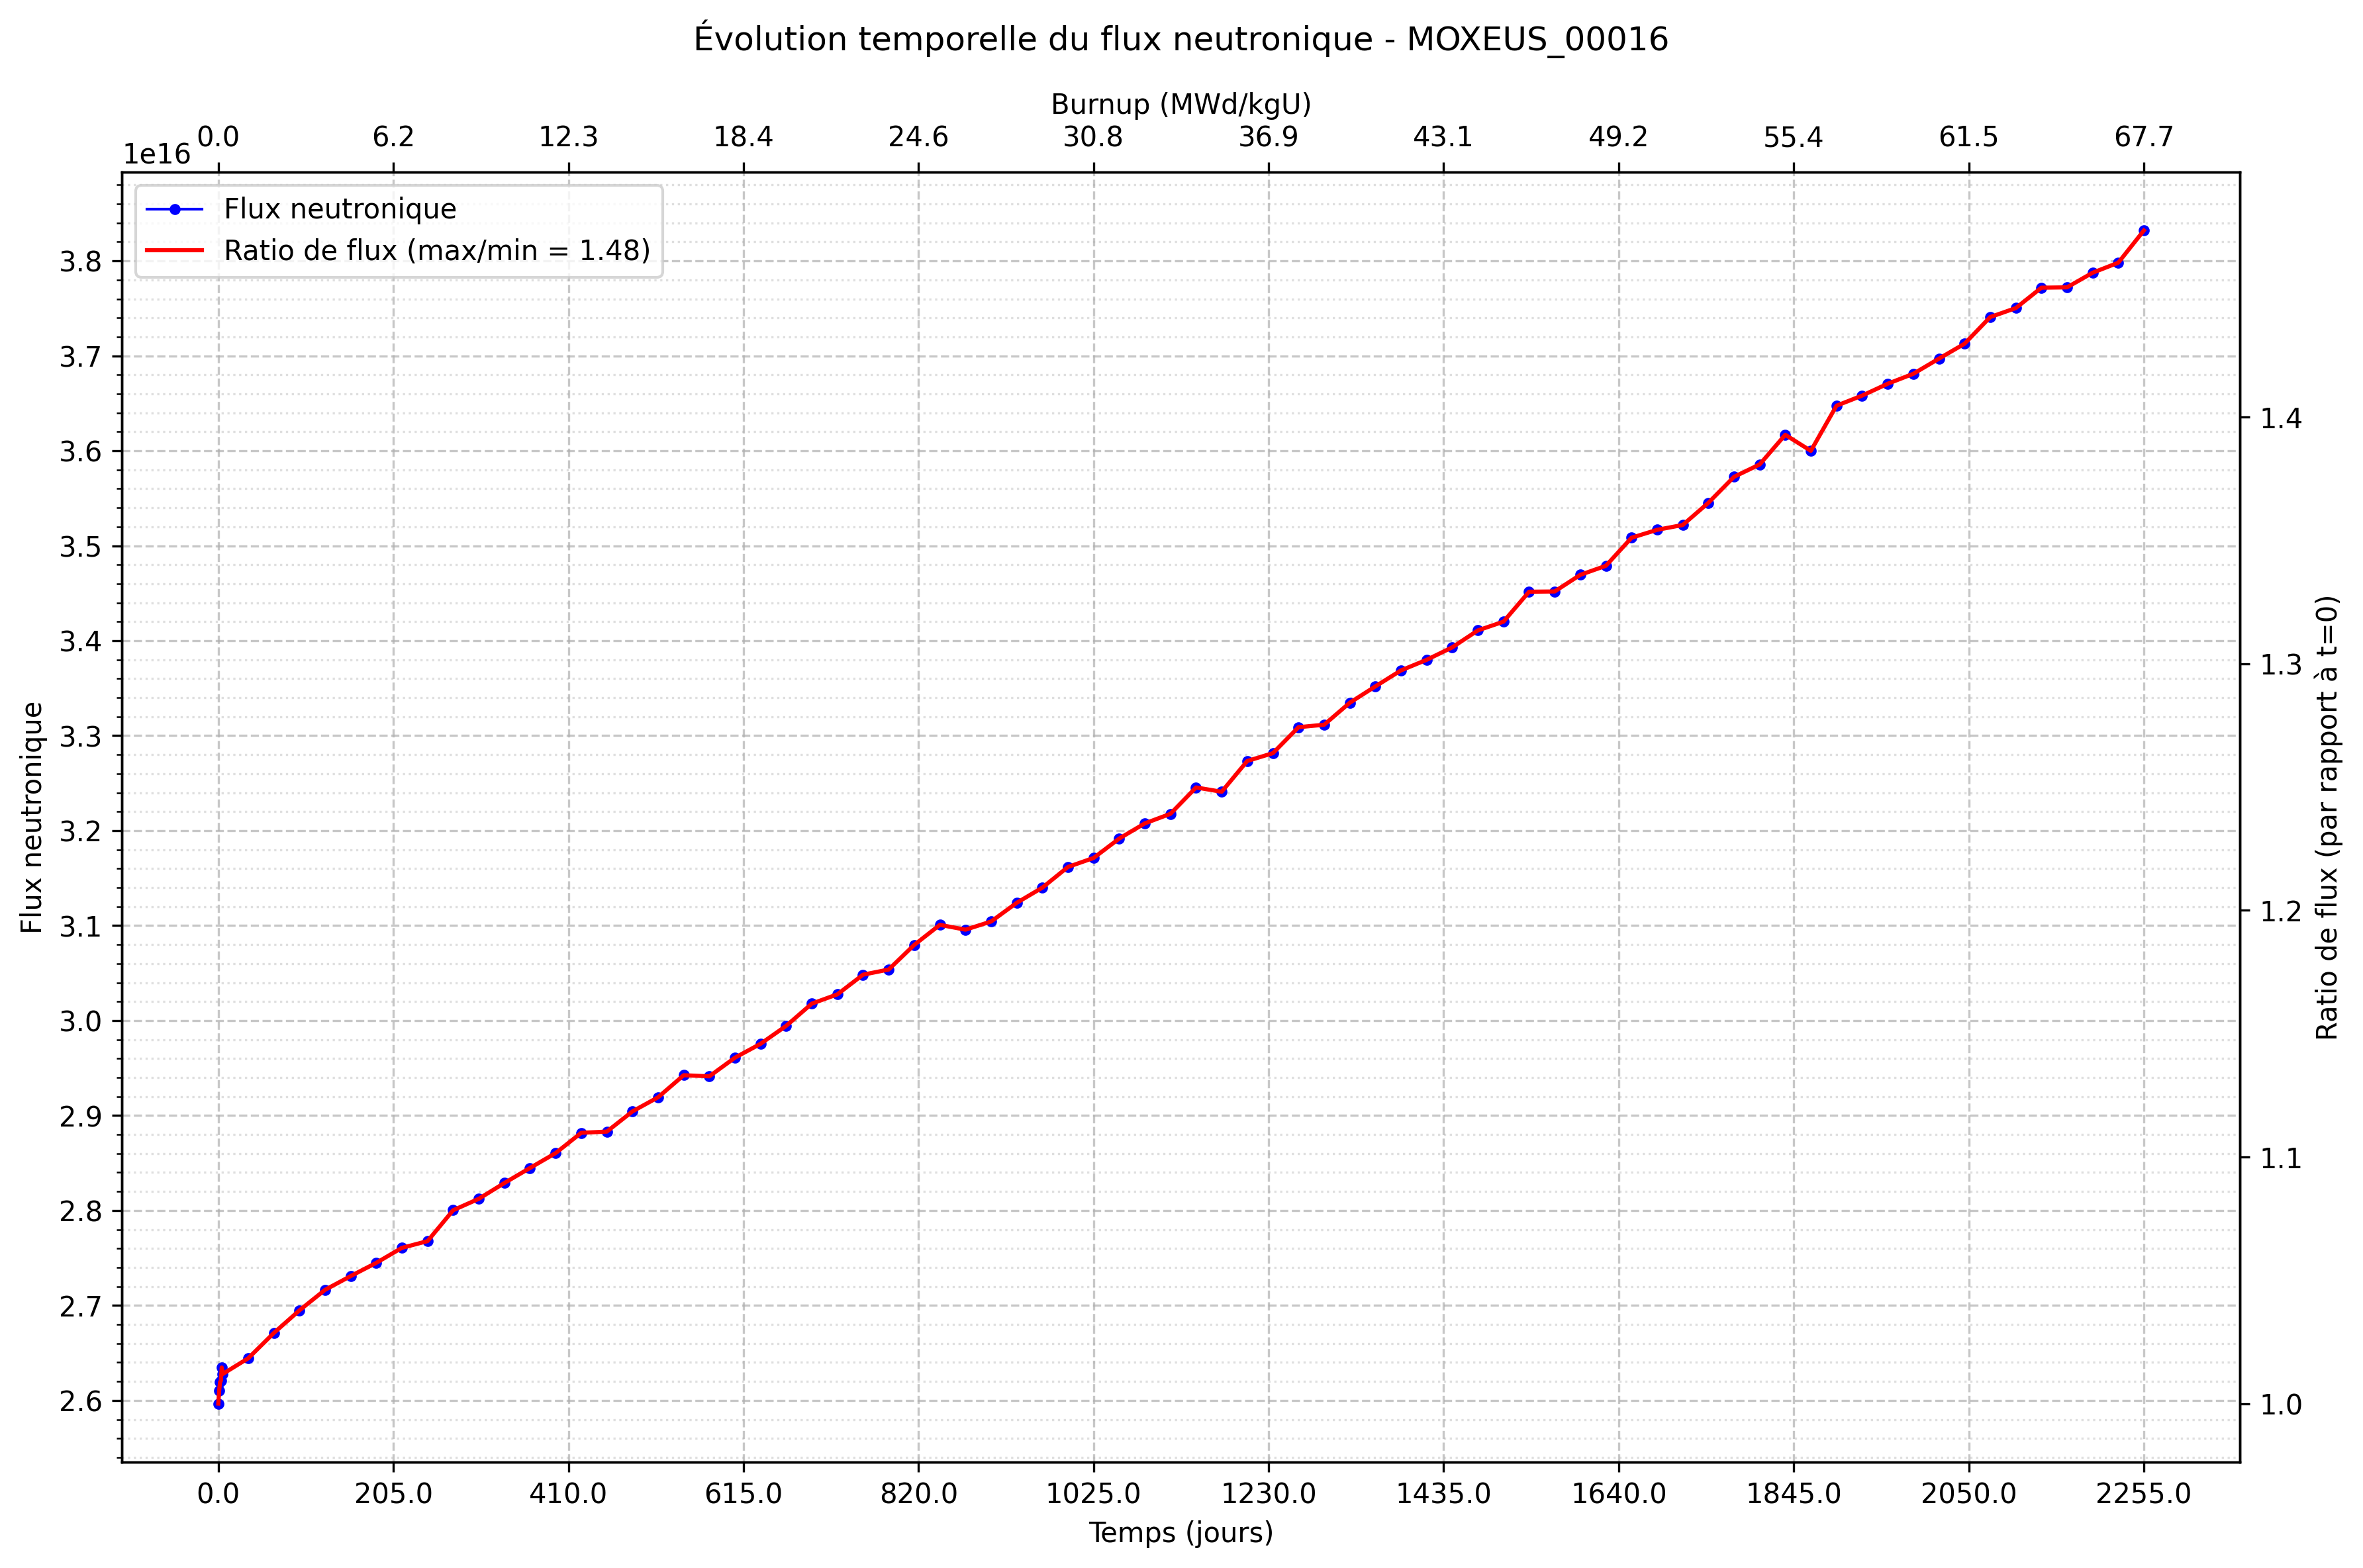 Évolution temporelle du flux neutronique - MOXEUS_00016
Burnup (MWd/kgU)
0.0 6.2 12.3 18.4 24.6 30.8 36.9 43.1 49.2 55.4 61.5 67.7
1e16
Flux neutronique
Ratio de flux (max/min = 1.48)
3.8
3.7
3.6
3.5
3.4
3.3
3.2
3.1
3.0
2.9
2.8
2.7
2.6
Flux neutronique
1.4
1.3
1.2
1.1
1.0
Ratio de flux (par rapport à t=0)
0.0 205.0 410.0 615.0 820.0 1025.0 1230.0 1435.0 1640.0 1845.0 2050.0 2255.0
Temps (jours)